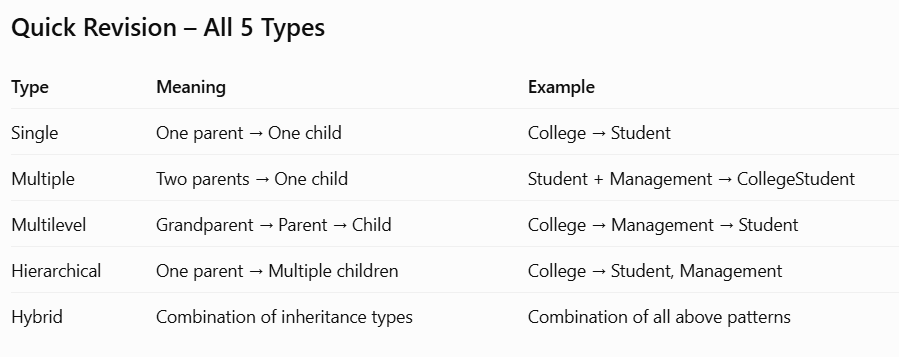 Quick Revision – All 5 Types
Type Meaning Example
Single One parent → One child College → Student
Multiple Two parents → One child Student + Management → CollegeStudent
Multilevel Grandparent → Parent → Child College → Management → Student
Hierarchical One parent → Multiple children College → Student, Management
Hybrid Combination of inheritance types Combination of all above patterns